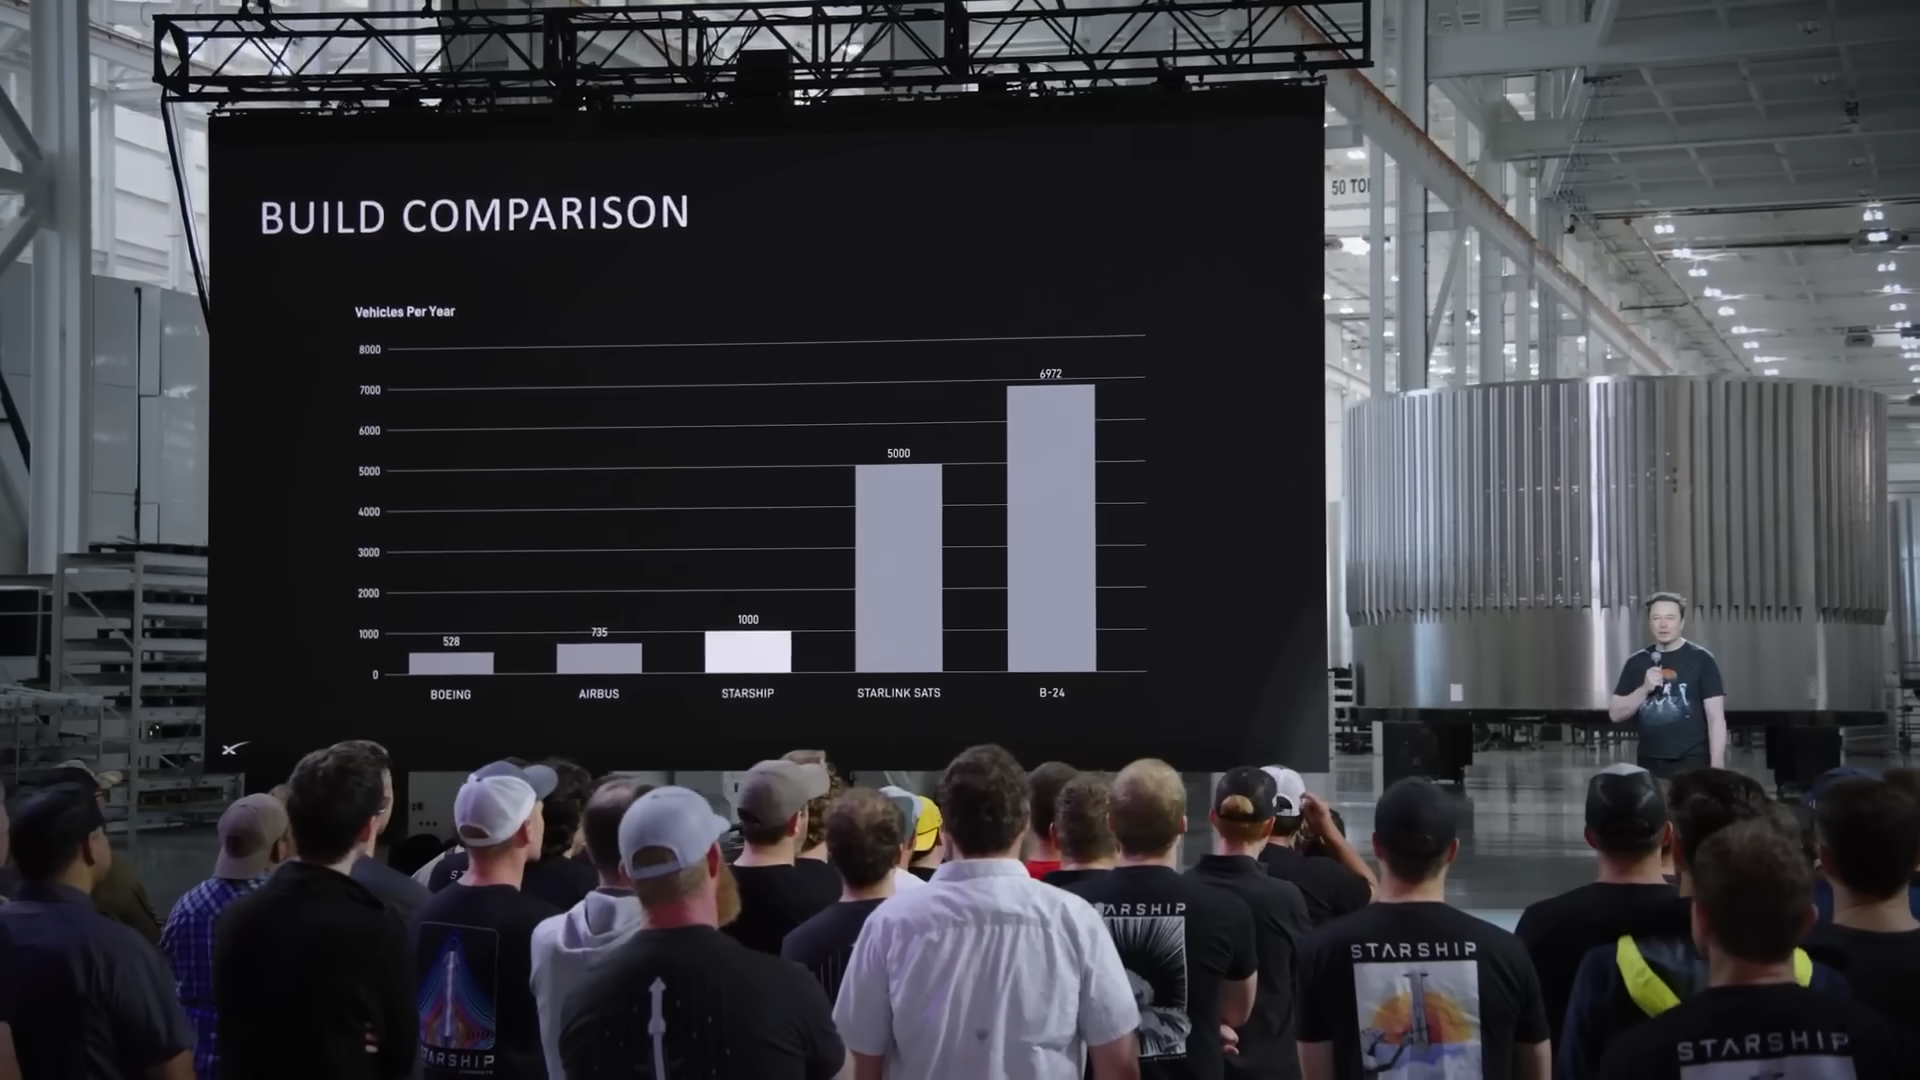 50 TO
BUILD COMPARISON
Vehicles Per Year
8000
7000
6000
5000
4000
3000
2000
1000
0
528
735
1000
5000
6972
BOEING
AIRBUS
STARSHIP
STARLINK SATS
B-24
ARSHIP
STARSHIP
STARSHIP
STARSHIP